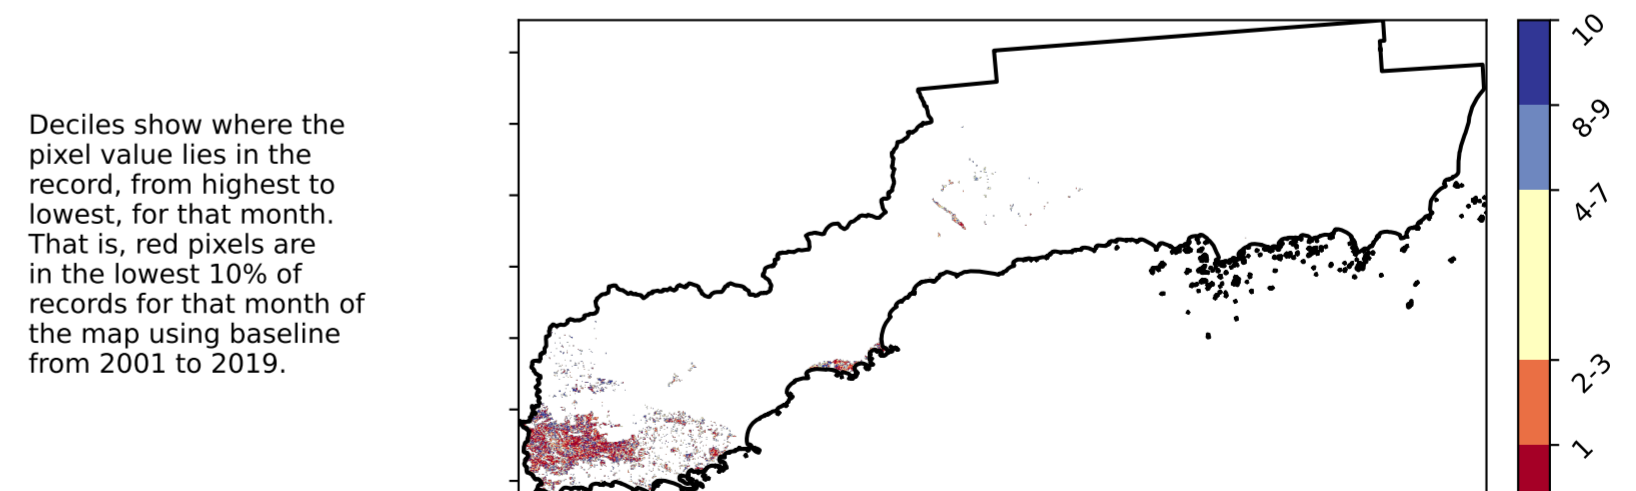 Deciles show where the
pixel value lies in the
record, from highest to
lowest, for that month.
That is, red pixels are
in the lowest 10% of
records for that month of
the map using baseline
from 2001 to 2019.
10
8-9
4-7
2-3
1